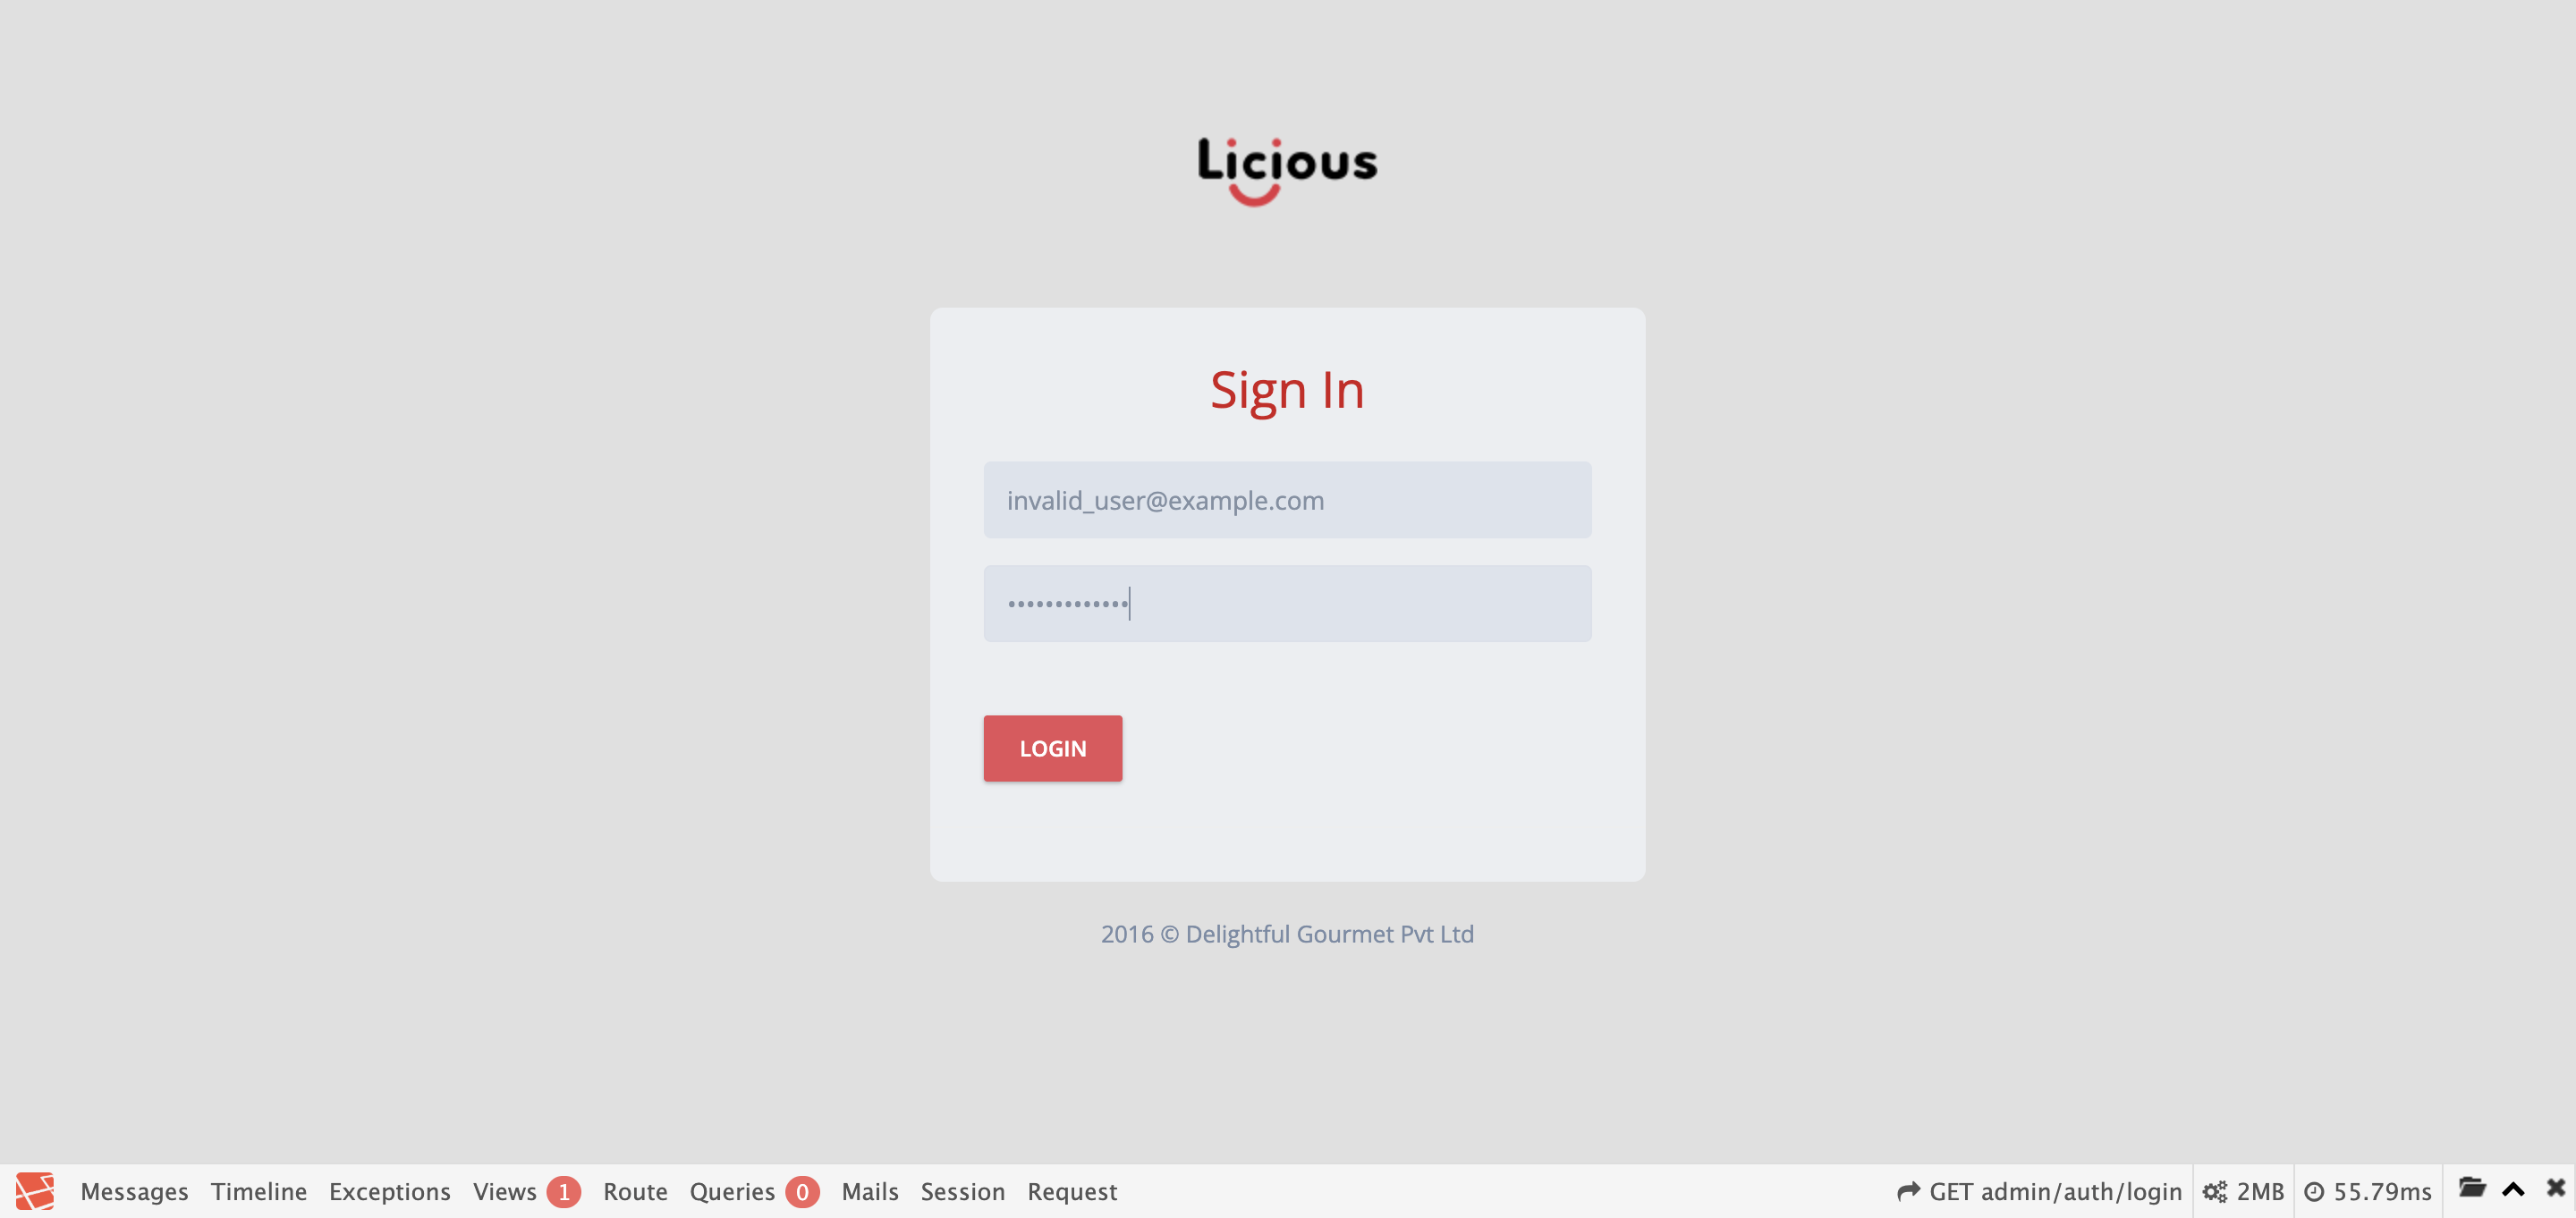 Licious
Sign In
invalid_user@example.com
•••••••••••••
LOGIN
2016 © Delightful Gourmet Pvt Ltd
Messages Timeline Exceptions Views 1 Route Queries 0 Mails Session Request GET admin/auth/login 2MB 55.79ms